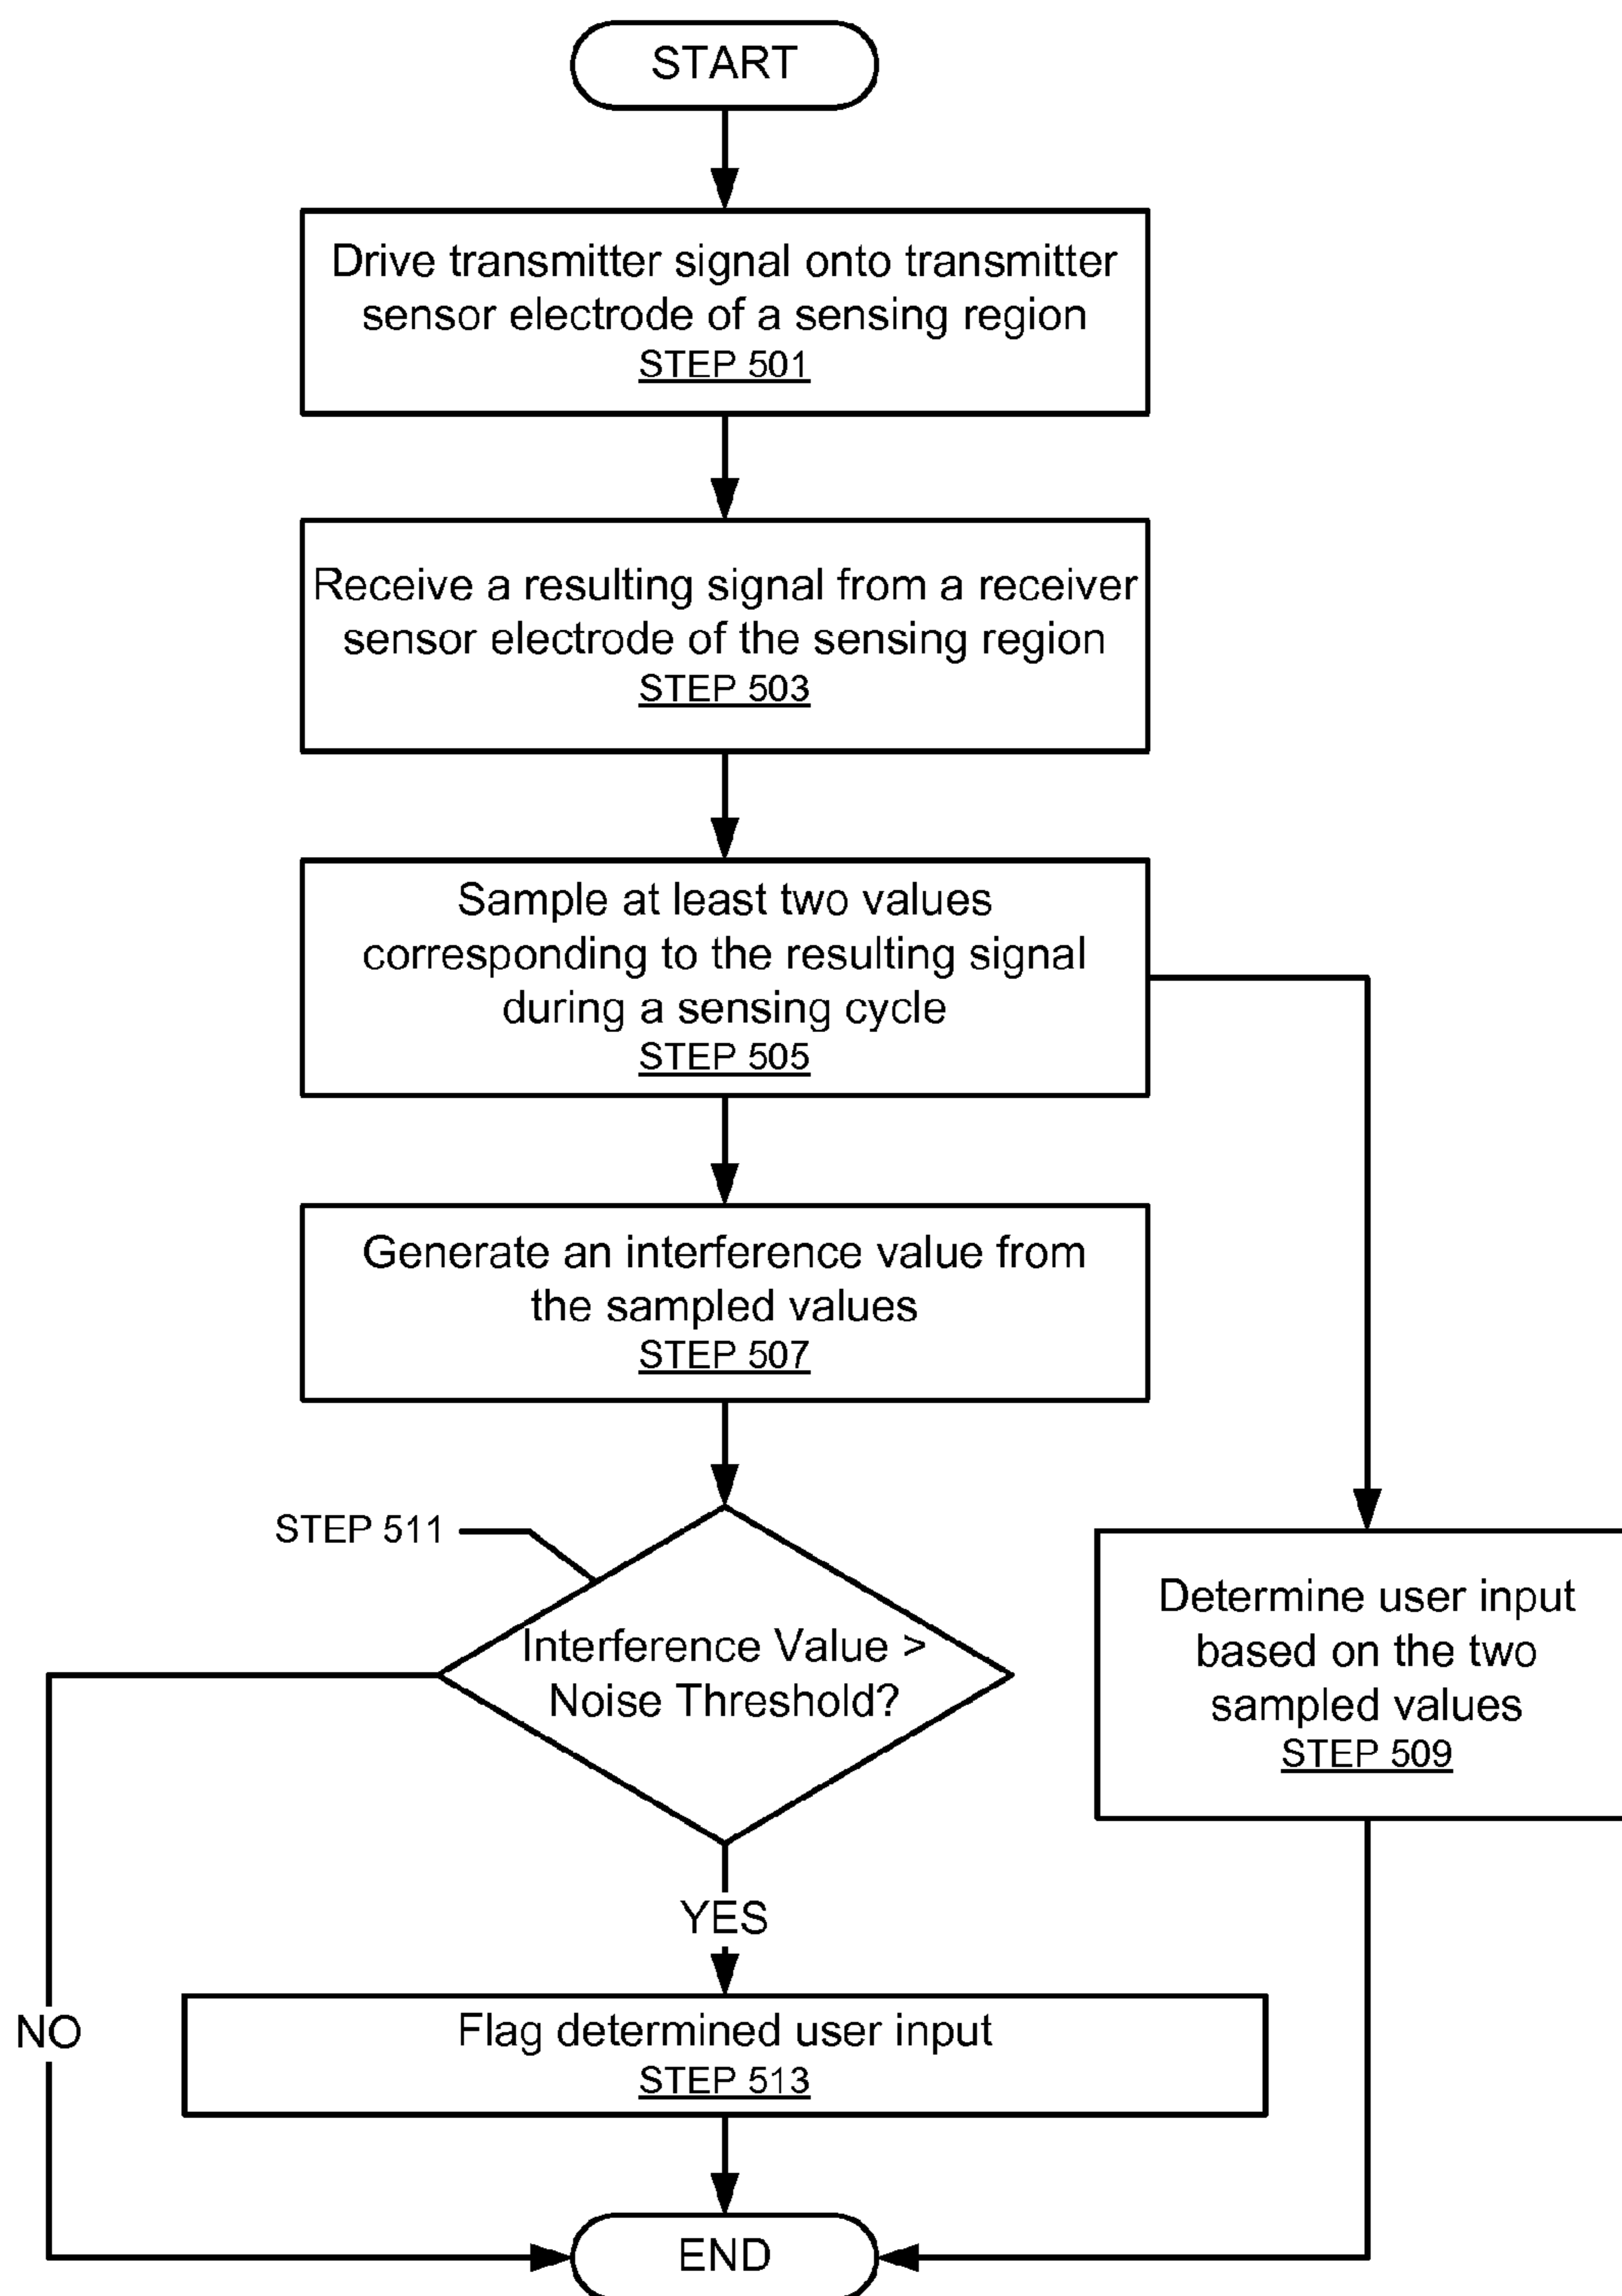 START
Drive transmitter signal onto transmitter
sensor electrode of a sensing region
STEP 501
Receive a resulting signal from a receiver
sensor electrode of the sensing region
STEP 503
Sample at least two values
corresponding to the resulting signal
during a sensing cycle
STEP 505
Generate an interference value from
the sampled values
STEP 507
STEP 511
Interference Value >
Noise Threshold?
Determine user input
based on the two
sampled values
STEP 509
YES
NO
Flag determined user input
STEP 513
END